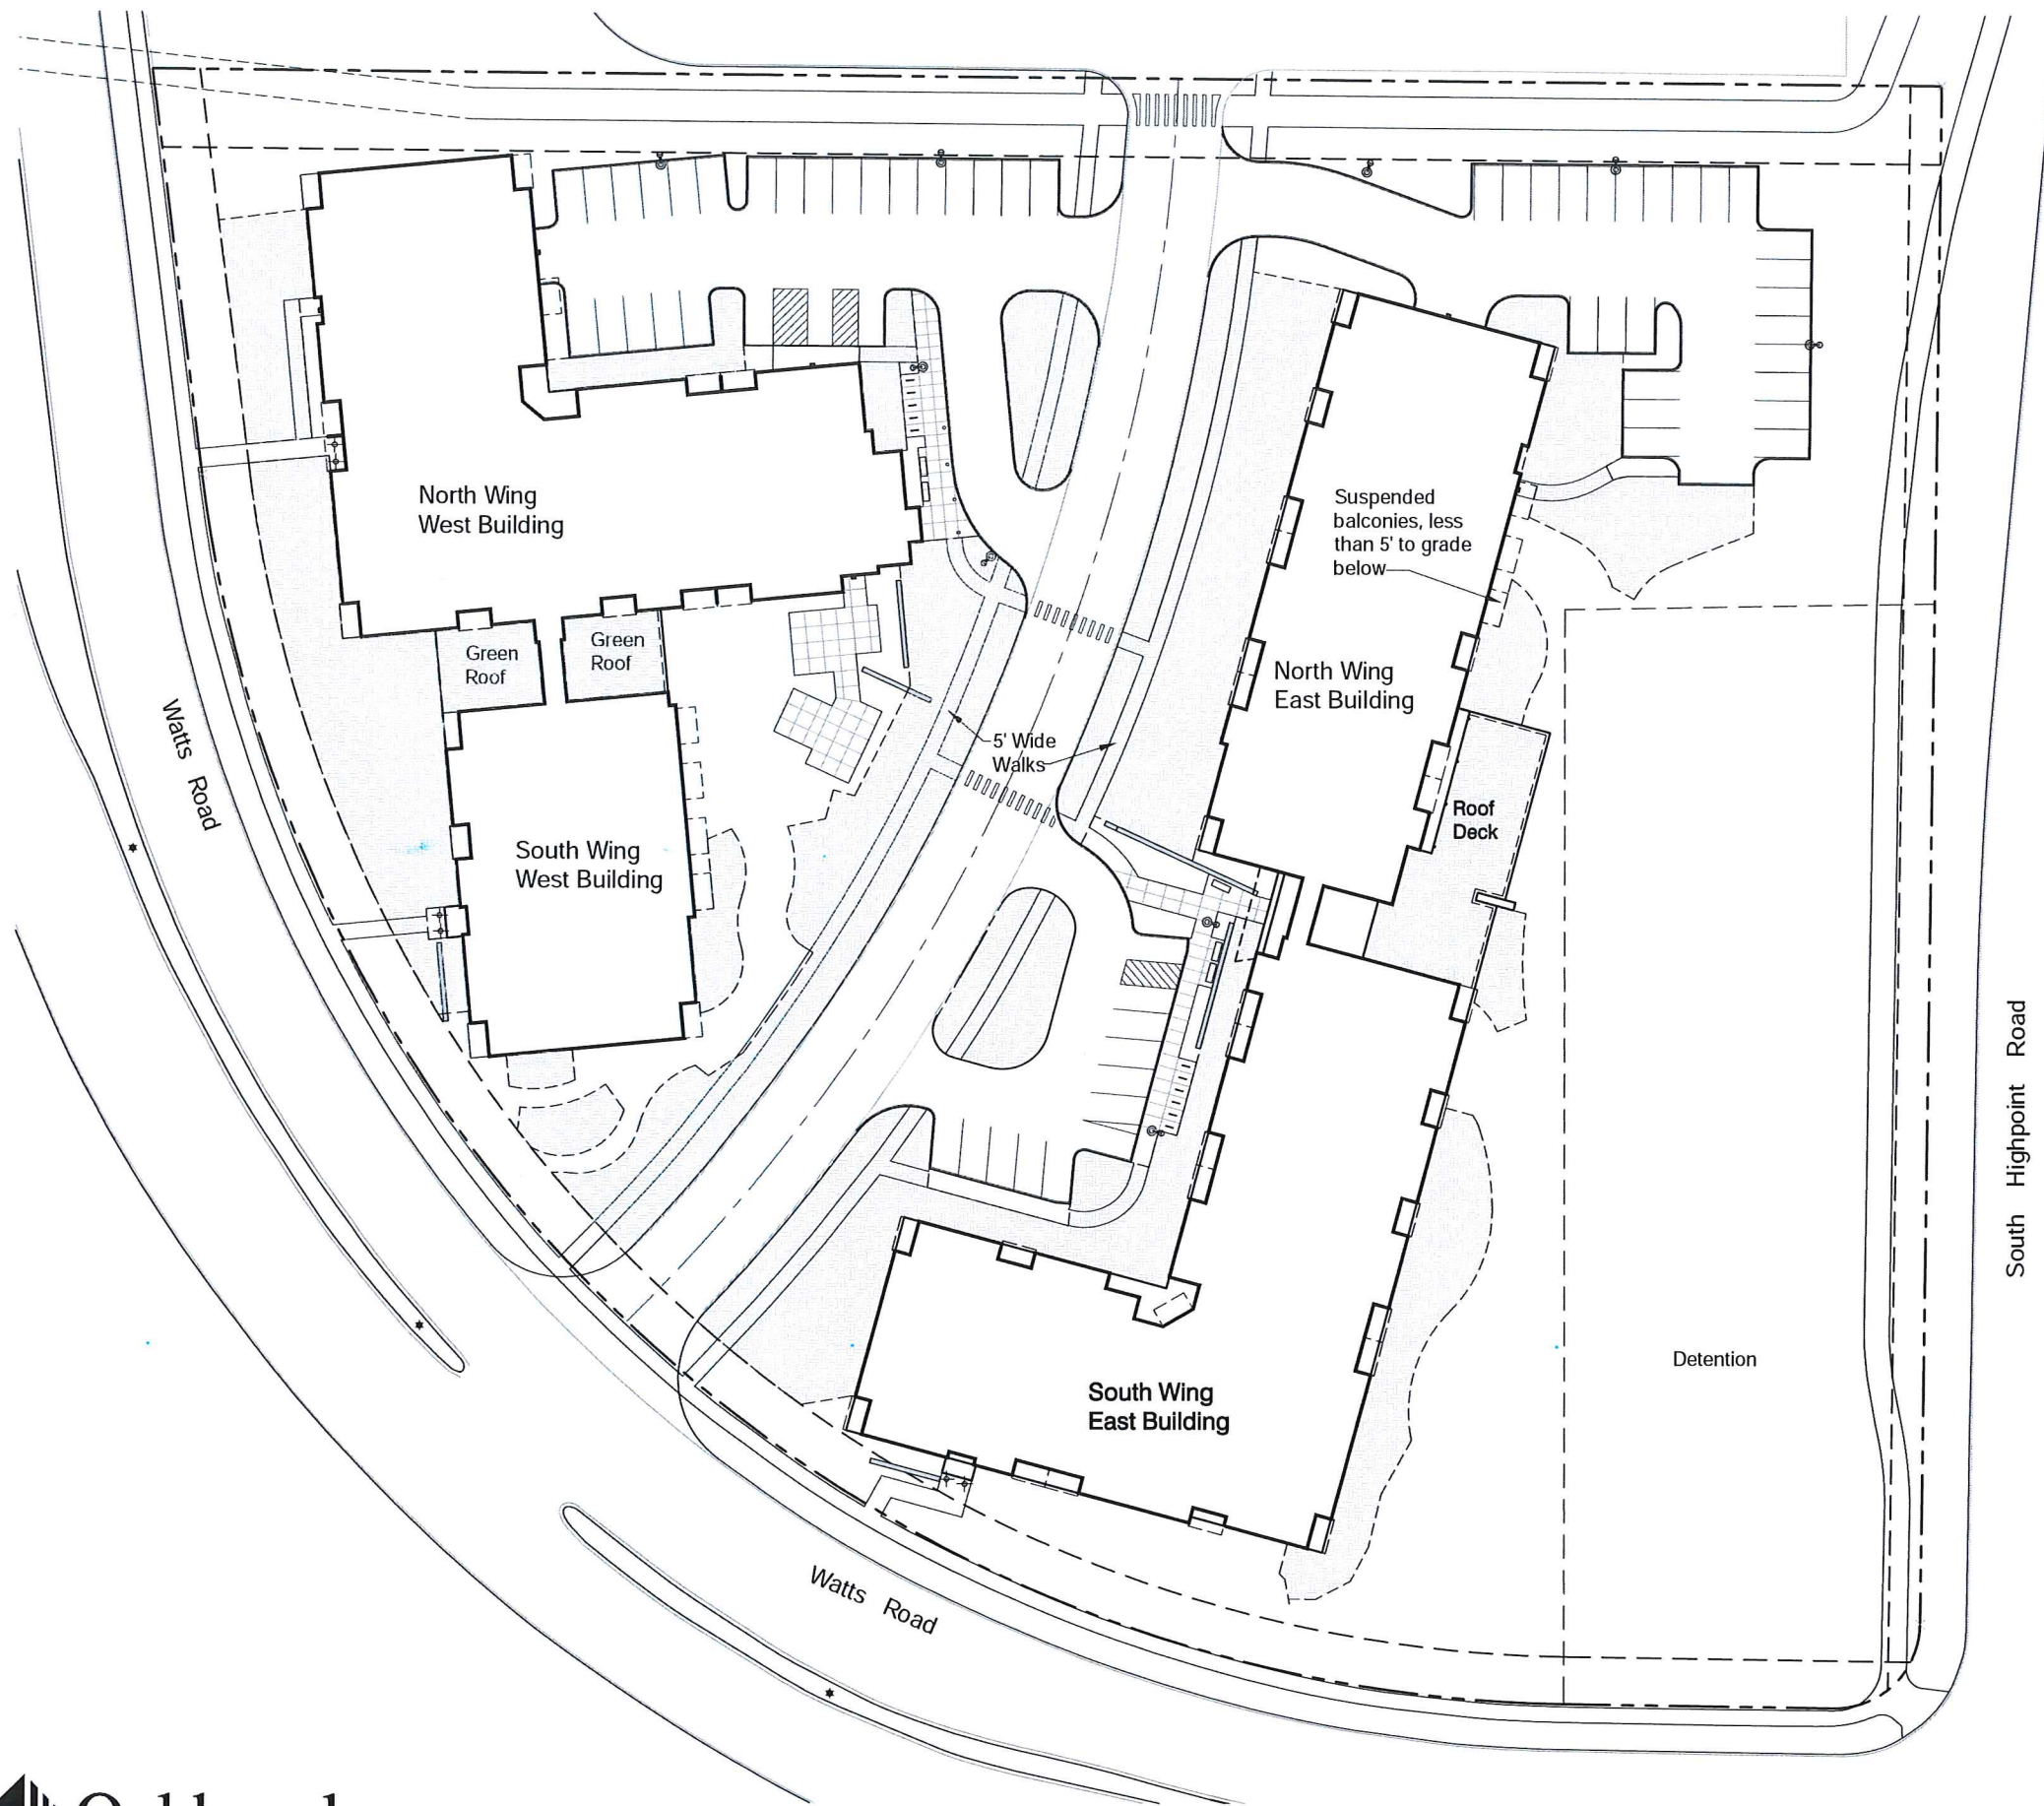 North Wing
West Building
Suspended
balconies, less
than 5' to grade
below
Green
Roof
Green
Roof
North Wing
East Building
Watts Road
5' Wide
Walks
Roof
Deck
South Wing
West Building
South Highpoint Road
Detention
South Wing
East Building
Watts Road